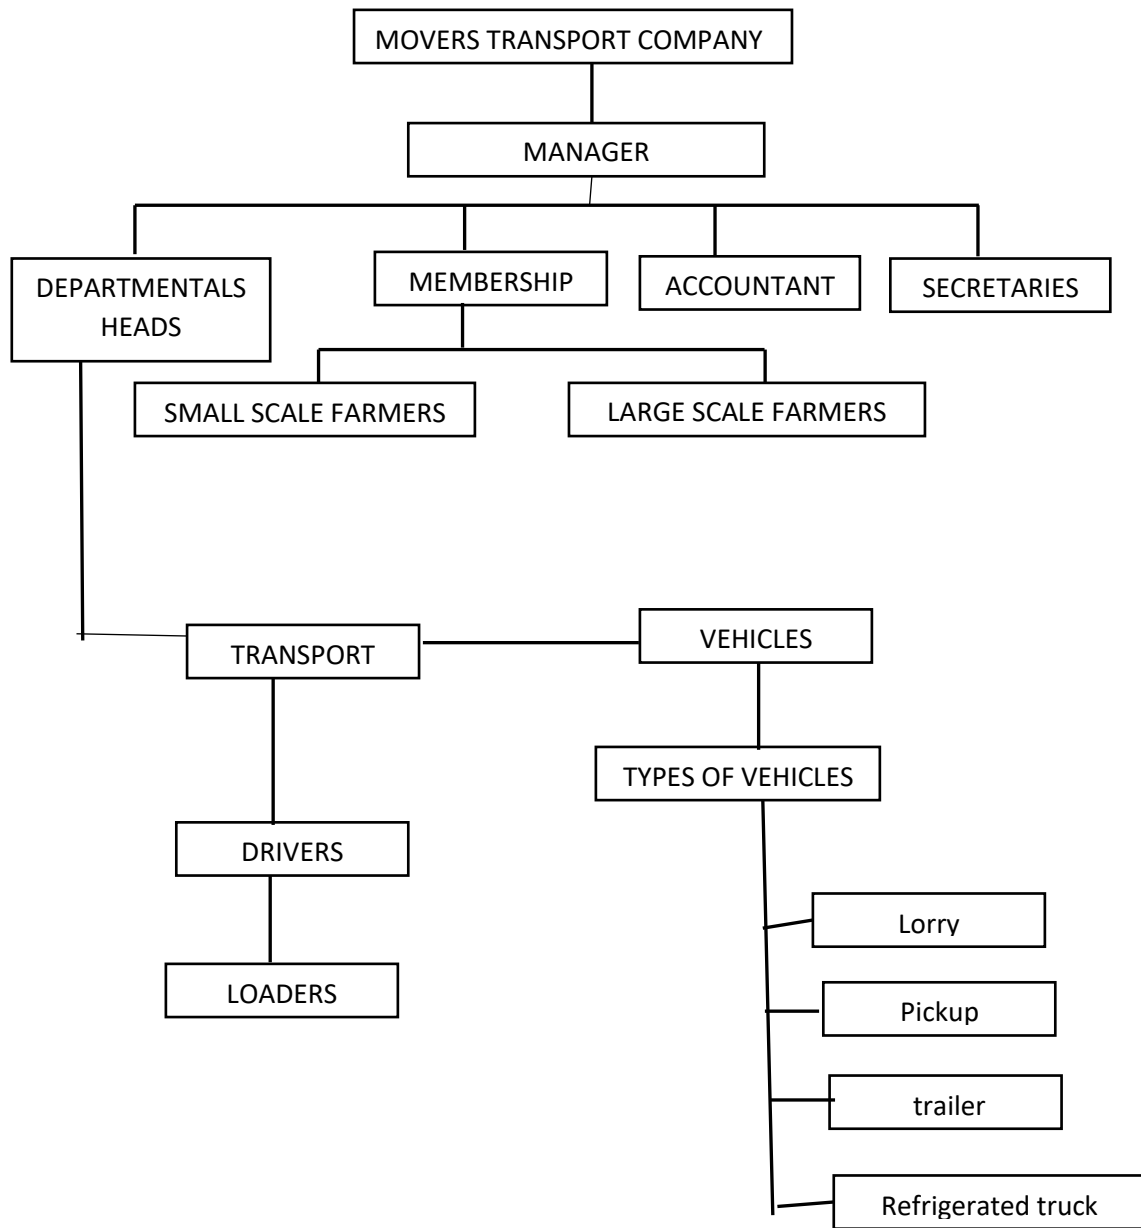 MOVERS TRANSPORT COMPANY
MANAGER
DEPARTMENTALS
HEADS
MEMBERSHIP
ACCOUNTANT
SECRETARIES
SMALL SCALE FARMERS
LARGE SCALE FARMERS
TRANSPORT
VEHICLES
TYPES OF VEHICLES
DRIVERS
LOADERS
Lorry
Pickup
trailer
Refrigerated truck